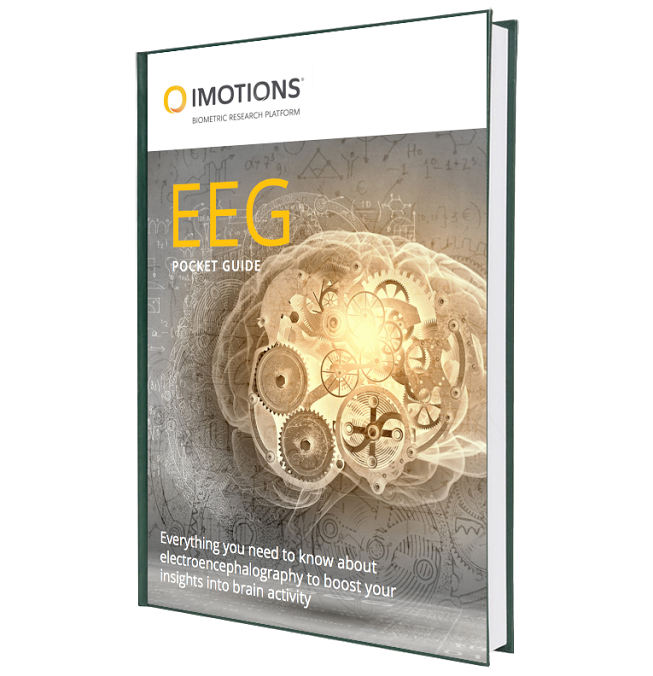 IMOTIONS®
BIOMETRIC RESEARCH PLATFORM
EEG
POCKET GUIDE
Everything you need to know about
electroencephalography to boost your
insights into brain activity